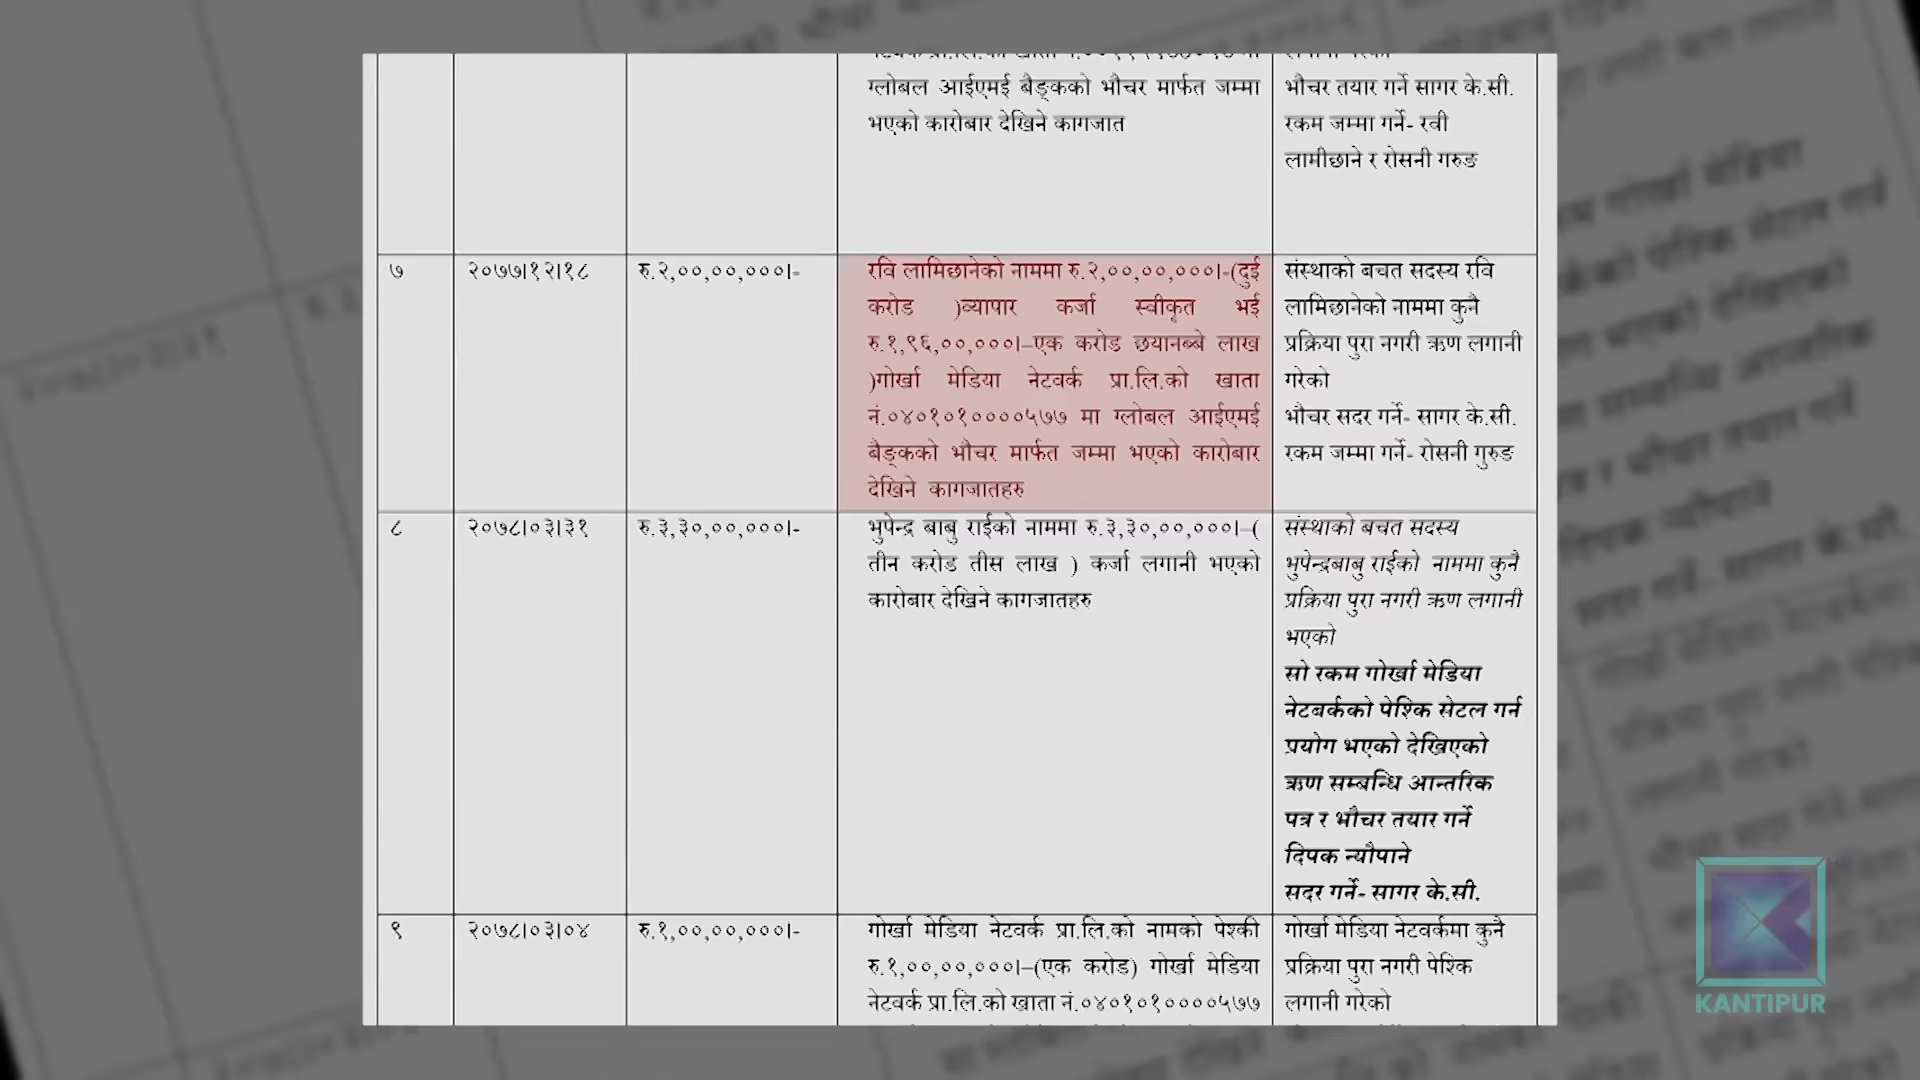 ग्लोबल आईएमई बैङ्कको भौचर मार्फत जम्मा
भएको कारोबार देखिने कागजात
भौचर तयार गर्ने सागर के.सी.
रकम जम्मा गर्ने- रवी
लामीछाने र रोसनी गरुङ
७
२०७७।१२।१८
रु.२,००,००,०००।-
रवि लामिछानेको नाममा रु.२,००,००,०००।-(दुई
करोड )व्यापार कर्जा स्वीकृत भई
रु.१,९६,००,०००।–एक करोड छयानब्बे लाख
)गोर्खा मेडिया नेटवर्क प्रा.लि.को खाता
नं.०४०१०१००००५७७ मा ग्लोबल आईएमई
बैङ्कको भौचर मार्फत जम्मा भएको कारोबार
देखिने कागजातहरु
संस्थाको बचत सदस्य रवि
लामिछानेको नाममा कुनै
प्रक्रिया पुरा नगरी ऋण लगानी
गरेको
भौचर सदर गर्ने- सागर के.सी.
रकम जम्मा गर्ने- रोसनी गुरुङ
८
२०७८।०३।३१
रु.३,३०,००,०००।-
भुपेन्द्र बाबु राईको नाममा रु.३,३०,००,०००।–(
तीन करोड तीस लाख ) कर्जा लगानी भएको
कारोबार देखिने कागजातहरु
संस्थाको बचत सदस्य
भुपेन्द्रबाबु राईको नाममा कुनै
प्रक्रिया पुरा नगरी ऋण लगानी
भएको
सो रकम गोर्खा मेडिया
नेटबर्कको पेश्कि सेटल गर्न
प्रयोग भएको देखिएको
ऋण सम्बन्धि आन्तरिक
पत्र र भौचर तयार गर्ने
दिपक न्यौपाने
सदर गर्ने- सागर के.सी.
९
२०७८।०३।०४
रु.१,००,००,०००।-
गोर्खा मेडिया नेटवर्क प्रा.लि.को नामको पेश्की
रु.१,००,००,०००।–(एक करोड) गोर्खा मेडिया
नेटवर्क प्रा.लि.को खाता नं.०४०१०१००००५७७
गोर्खा मेडिया नेटवर्कमा कुनै
प्रक्रिया पुरा नगरी पेश्कि
लगानी गरेको
KANTIPUR